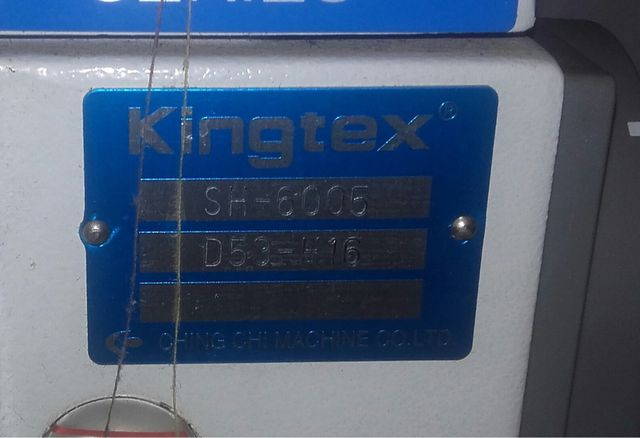 Kingtex®
SH-6005
D53-H16
CHING CHI MACHINE CO.LTD.